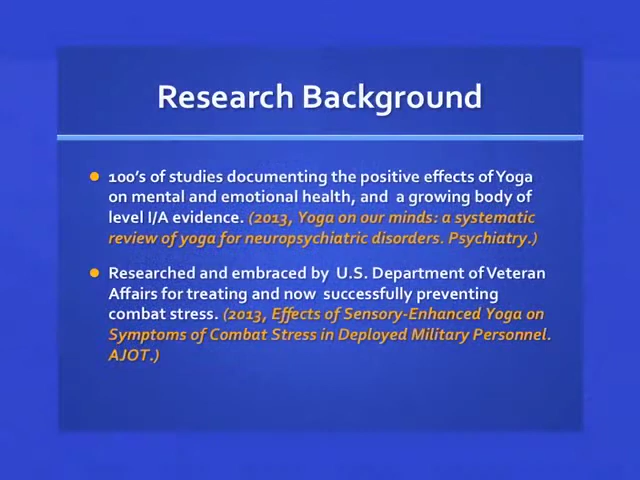 Research Background
100's of studies documenting the positive effects of Yoga
on mental and emotional health, and a growing body of
level I/A evidence. (2013, Yoga on our minds: a systematic
review of yoga for neuropsychiatric disorders. Psychiatry.)
Researched and embraced by U.S. Department of Veteran
Affairs for treating and now successfully preventing
combat stress. (2013, Effects of Sensory-Enhanced Yoga on
Symptoms of Combat Stress in Deployed Military Personnel.
AJOT.)